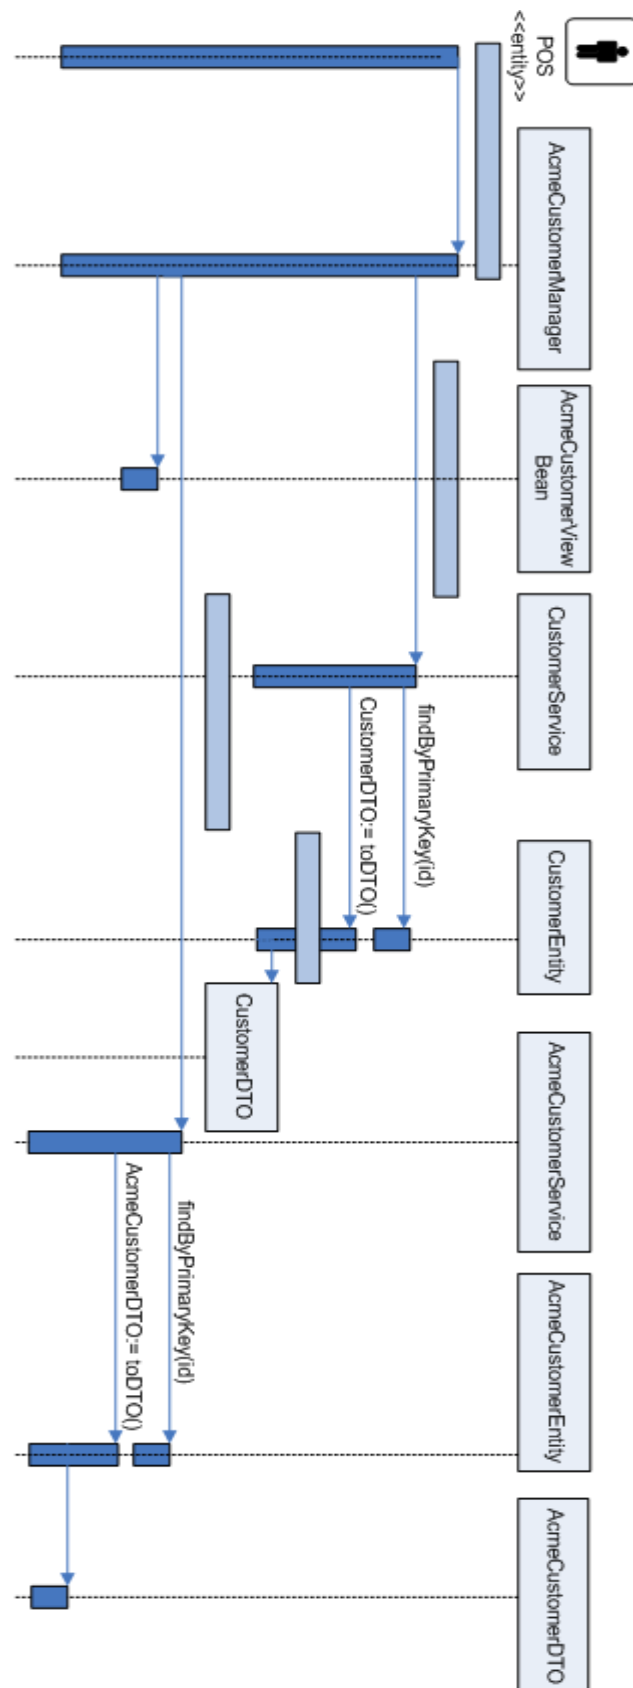 POS
<<entity>>
AcmeCustomerManager
AcmeCustomerView
Bean
CustomerService
CustomerEntity
AcmeCustomerService
AcmeCustomerEntity
AcmeCustomerDTO
findByPrimaryKey(id)
CustomerDTO:= toDTO()
CustomerDTO
findByPrimaryKey(id)
AcmeCustomerDTO:= toDTO()